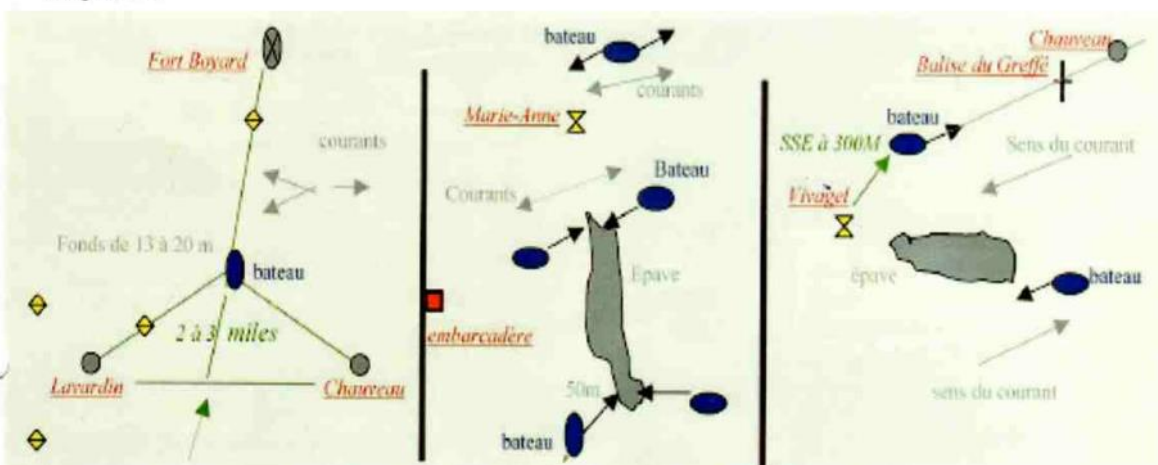 Fort Boyard
courants
Fonds de 13 à 20 m
bateau
2 à 3 miles
Lavardin
Chauveau
bateau
courants
Marie-Anne
Bateau
Courants
Epave
embarcadère
50m
bateau
Chauveau
Balise du Greffé
bateau
SSE à 300M
Sens du courant
Vivagel
épave
bateau
sens du courant